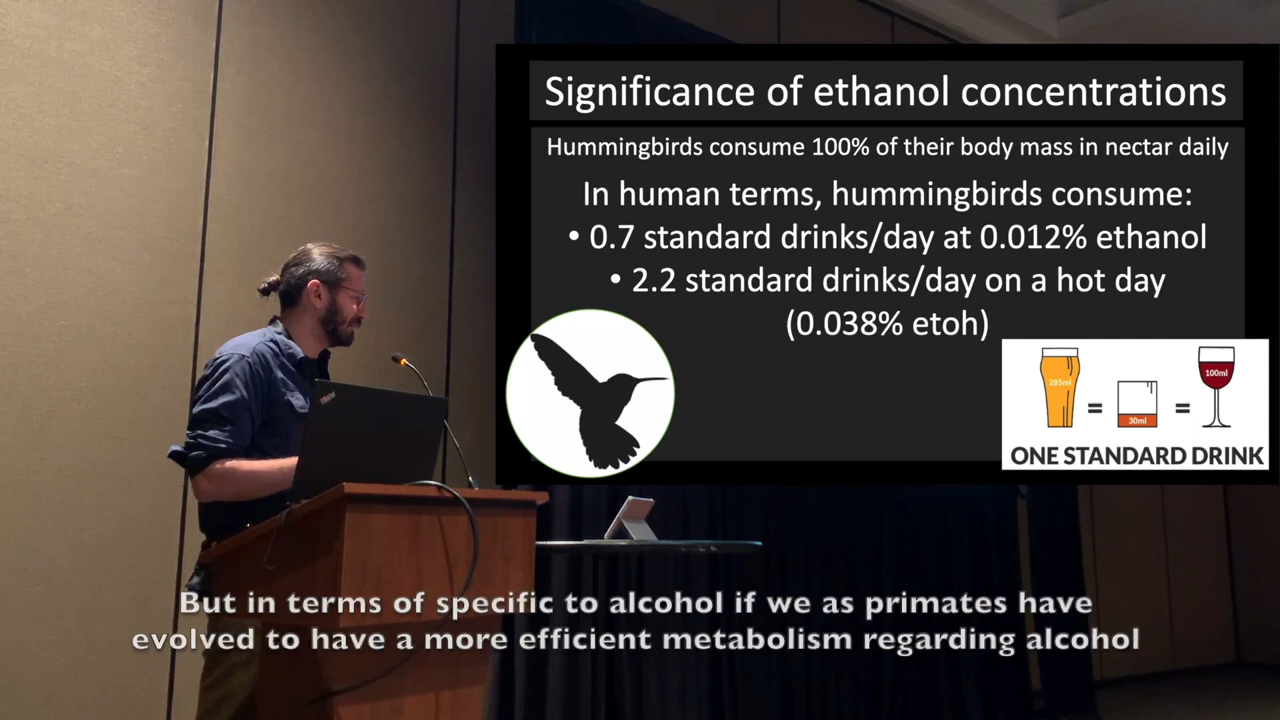 Significance of ethanol concentrations
Hummingbirds consume 100% of their body mass in nectar daily
In human terms, hummingbirds consume:
• 0.7 standard drinks/day at 0.012% ethanol
• 2.2 standard drinks/day on a hot day
(0.038% etoh)
285ml
=
30ml
=
100ml
ONE STANDARD DRINK
But in terms of specific to alcohol if we as primates have
evolved to have a more efficient metabolism regarding alcohol